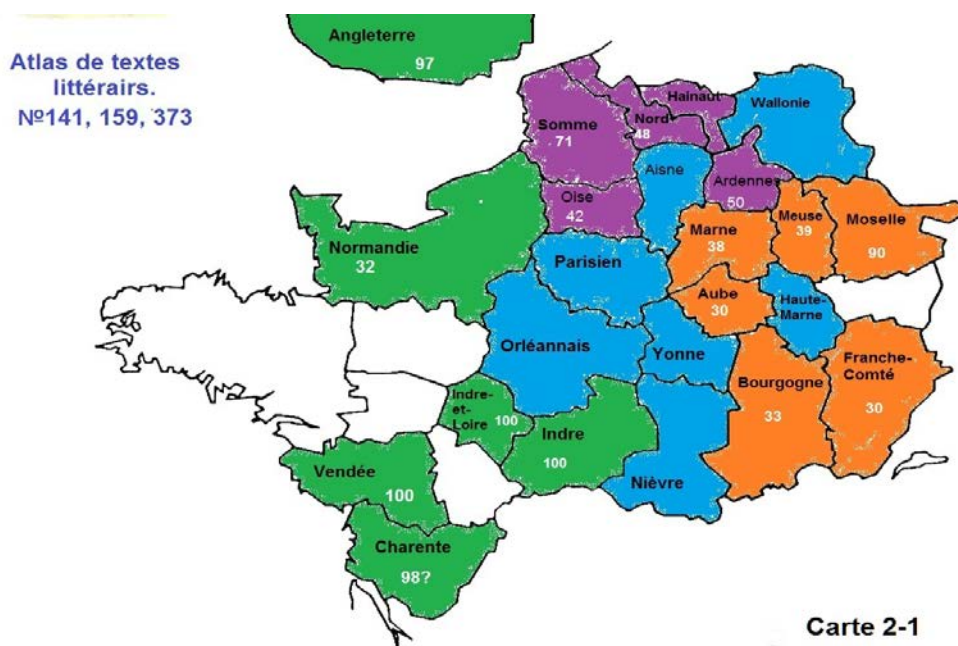 Angleterre
97
Atlas de textes
littérairs.
№141, 159, 373
Hainaut
Wallonie
Somme
71
Nord
48
Aisne
Ardennes
50
Oise
42
Marne
38
Meuse
39
Moselle
90
Normandie
32
Parisien
Aube
30
Haute-
Marne
Orléannais
Yonne
Bourgogne
33
Franche-
Comté
30
Indre-
et-
Loire
100
Indre
100
Vendée
100
Nièvre
Charente
98?
Carte 2-1